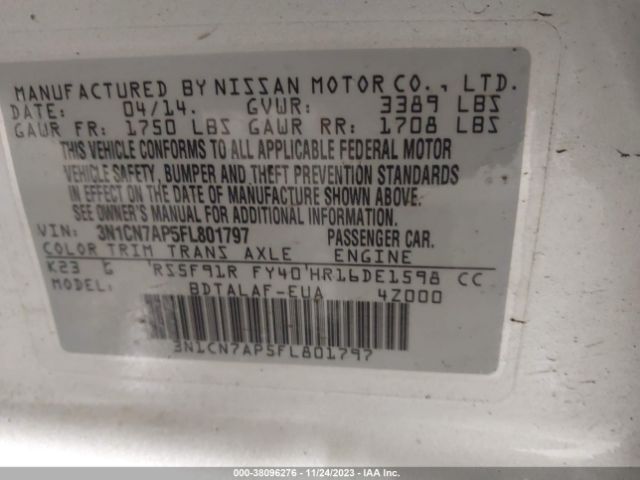 MANUFACTURED BY NISSAN MOTOR CO., LTD.
DATE: 04/14. GVWR: 3389 LBS
GAWR FR: 1750 LBS GAWR RR: 1708 LBS
THIS VEHICLE CONFORMS TO ALL APPLICABLE FEDERAL MOTOR
VEHICLE SAFETY, BUMPER AND THEFT PREVENTION STANDARDS
IN EFFECT ON THE DATE OF MANUFACTURE SHOWN ABOVE.
SEE OWNER'S MANUAL FOR ADDITIONAL INFORMATION.
VIN: 3N1CN7AP5FL801797 PASSENGER CAR.
COLOR TRIM TRANS AXLE ENGINE
K23 G 'RS5F91R FY40'HR16DE1598 CC
MODEL: BDTALAF-EUA 4Z000
3N1CN7AP5FL801797
000-38096276 - 11/24/2023 - IAAI.COM